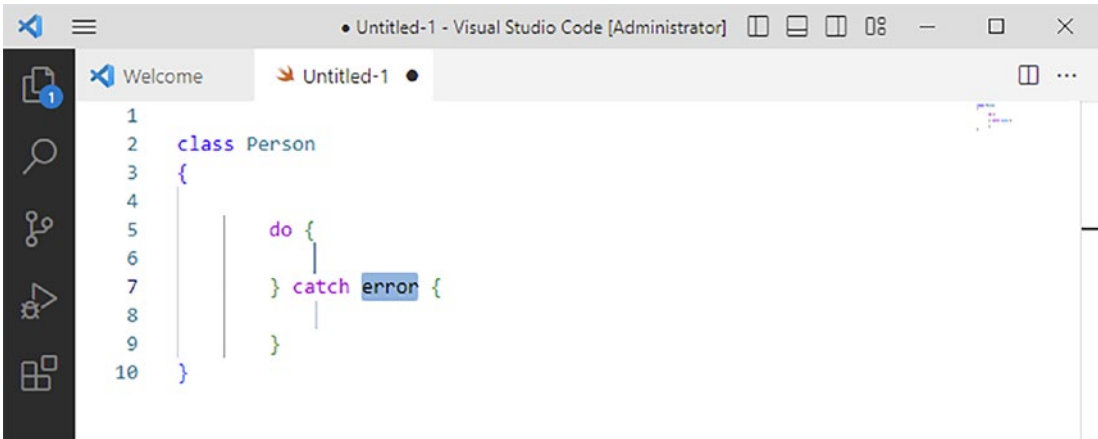 ● Untitled-1 - Visual Studio Code [Administrator]
1
Welcome
Untitled-1 ●
1
2 class Person
3 {
4
5 do {
6
7 } catch error {
8
9 }
10 }